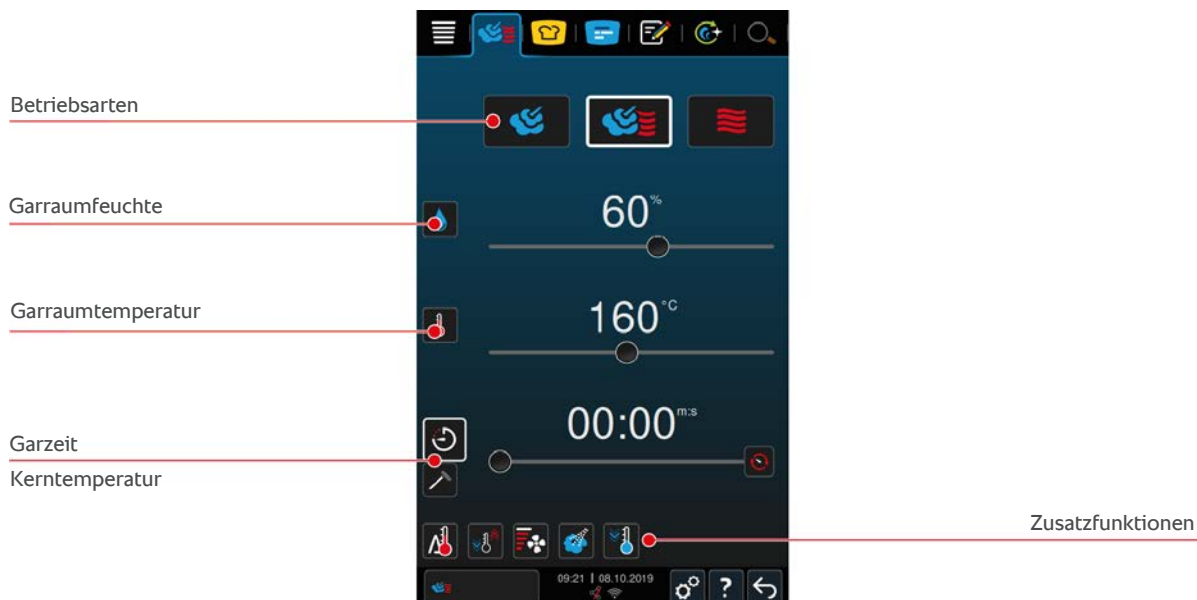 Betriebsarten
Garraumfeuchte
60%
Garraumtemperatur
160°C
00:00 m:s
Garzeit
Kerntemperatur
Zusatzfunktionen
09:21 | 08.10.2019
?